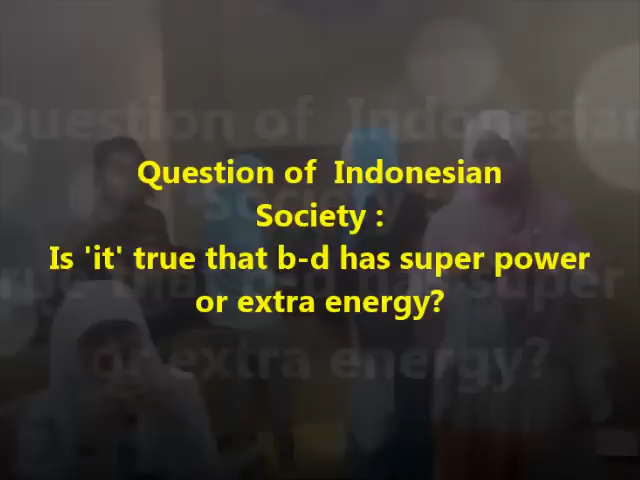 Question of  Indonesian
Society :
Is 'it' true that b-d has super power
or extra energy?